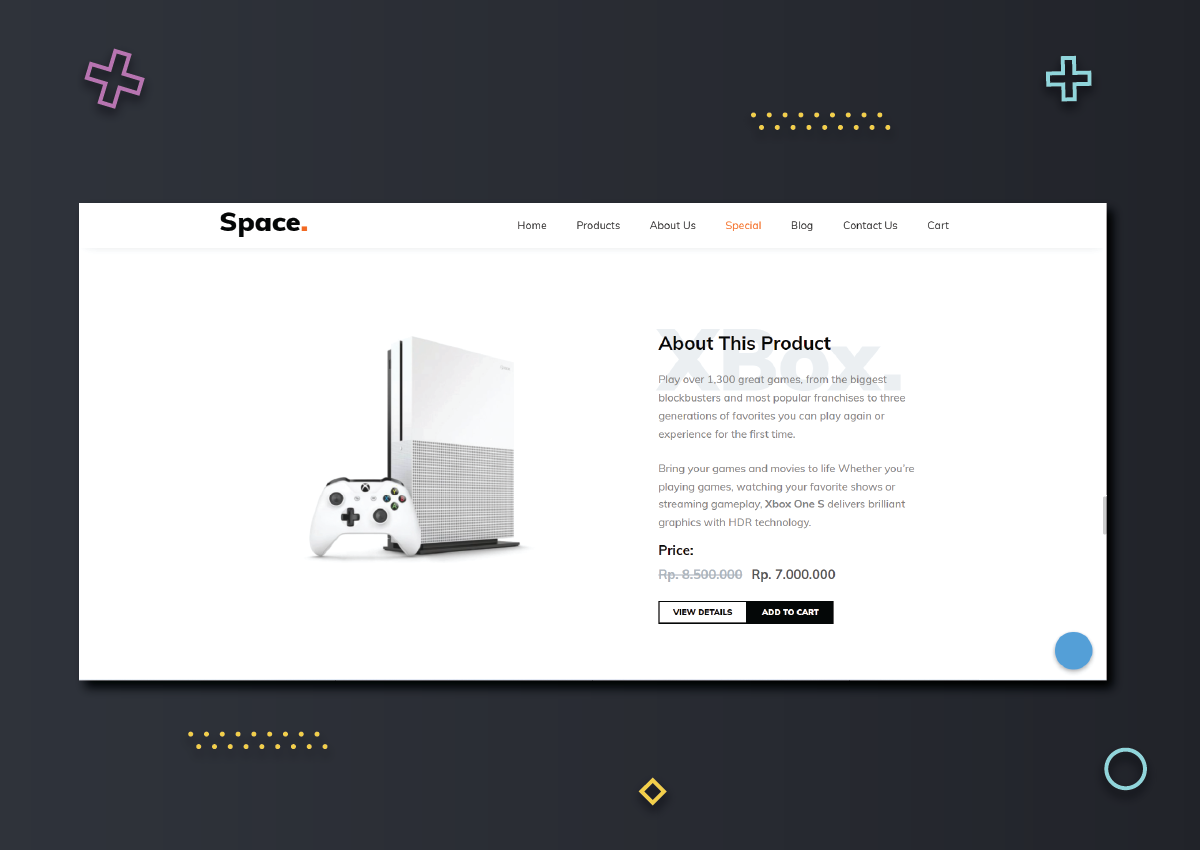 Space.
Home Products About Us Special Blog Contact Us Cart
XBox.
About This Product
Play over 1,300 great games, from the biggest
blockbusters and most popular franchises to three
generations of favorites you can play again or
experience for the first time.
Bring your games and movies to life Whether you're
playing games, watching your favorite shows or
streaming gameplay, Xbox One S delivers brilliant
graphics with HDR technology.
Price:
Rp. 8.500.000 Rp. 7.000.000
VIEW DETAILS ADD TO CART